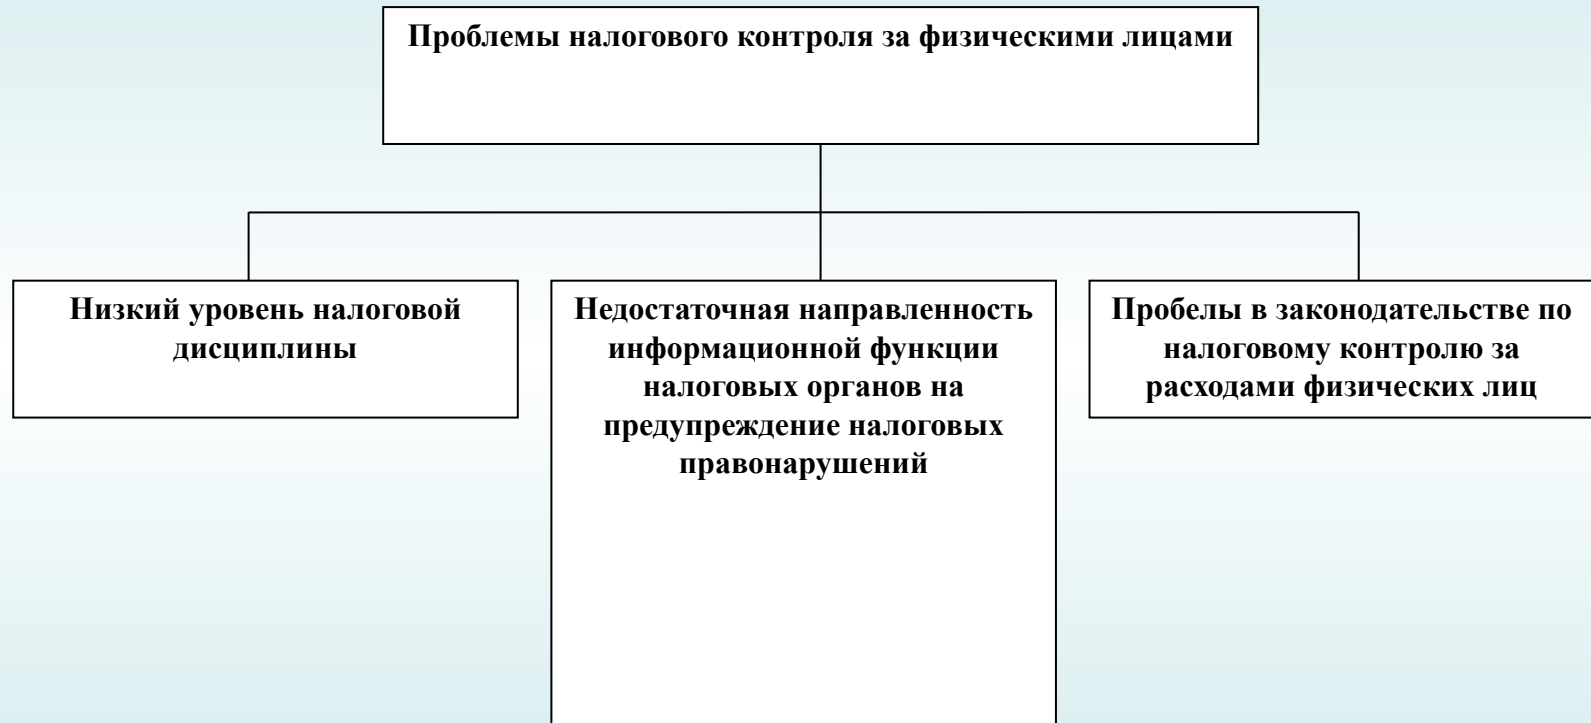 Проблемы налогового контроля за физическими лицами
Низкий уровень налоговой
дисциплины
Недостаточная направленность
информационной функции
налоговых органов на
предупреждение налоговых
правонарушений
Пробелы в законодательстве по
налоговому контролю за
расходами физических лиц